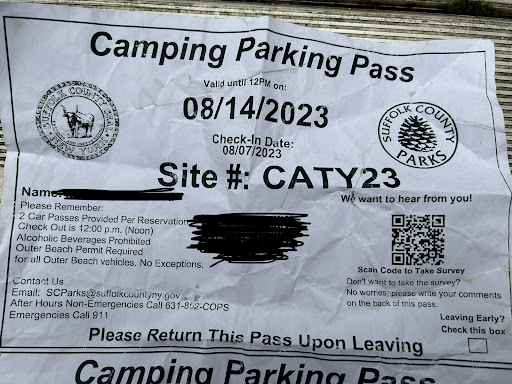 Camping Parking Pass
Valid until 12PM on:
08/14/2023
Check-In Date:
08/07/2023
SUFFOLK COUNTY
SUFFOLK COUNTY
PARKS
Site #: CATY23
Name:
Please Remember:
2 Car Passes Provided Per Reservation
Check Out is 12:00 p.m. (Noon)
Alcoholic Beverages Prohibited
Outer Beach Permit Required
for all Outer Beach vehicles. No Exceptions.
We want to hear from you!
Scan Code to Take Survey
Don't want to take the survey?
No worries, please write your comments
on the back of this pass.
Contact Us
Email: SCParks@suffolkcountyny.gov
After Hours Non-Emergencies Call 631-852-COPS
Emergencies Call 911
Leaving Early?
Check this box
Please Return This Pass Upon Leaving
Camping Parking Pass